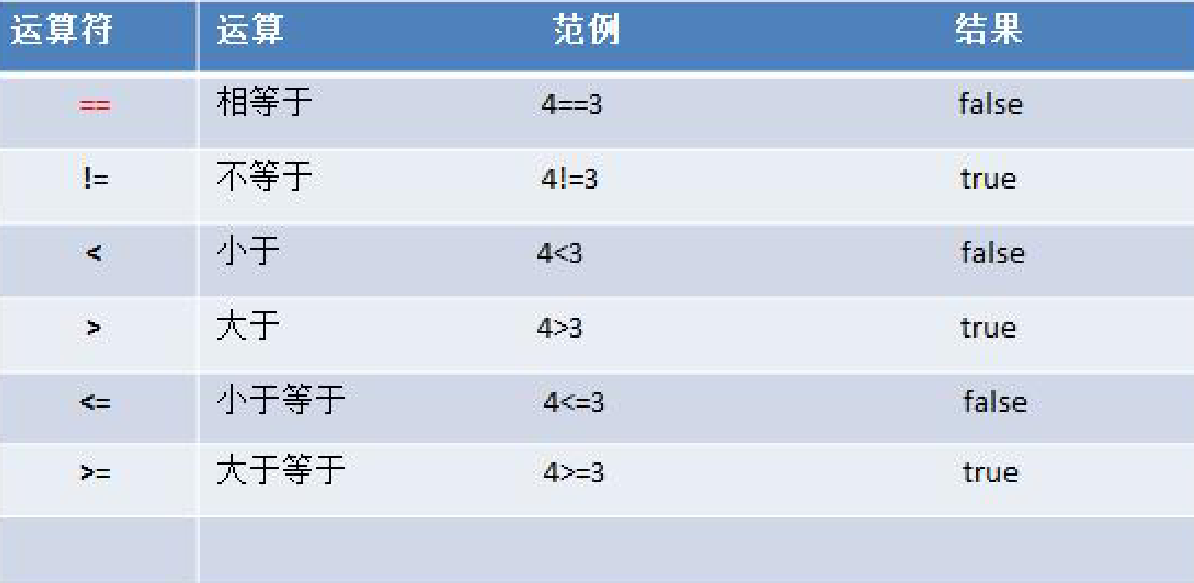 运算符 运算 范例 结果
== 相等于 4==3 false
!= 不等于 4!=3 true
< 小于 4<3 false
> 大于 4>3 true
<= 小于等于 4<=3 false
>= 大于等于 4>=3 true